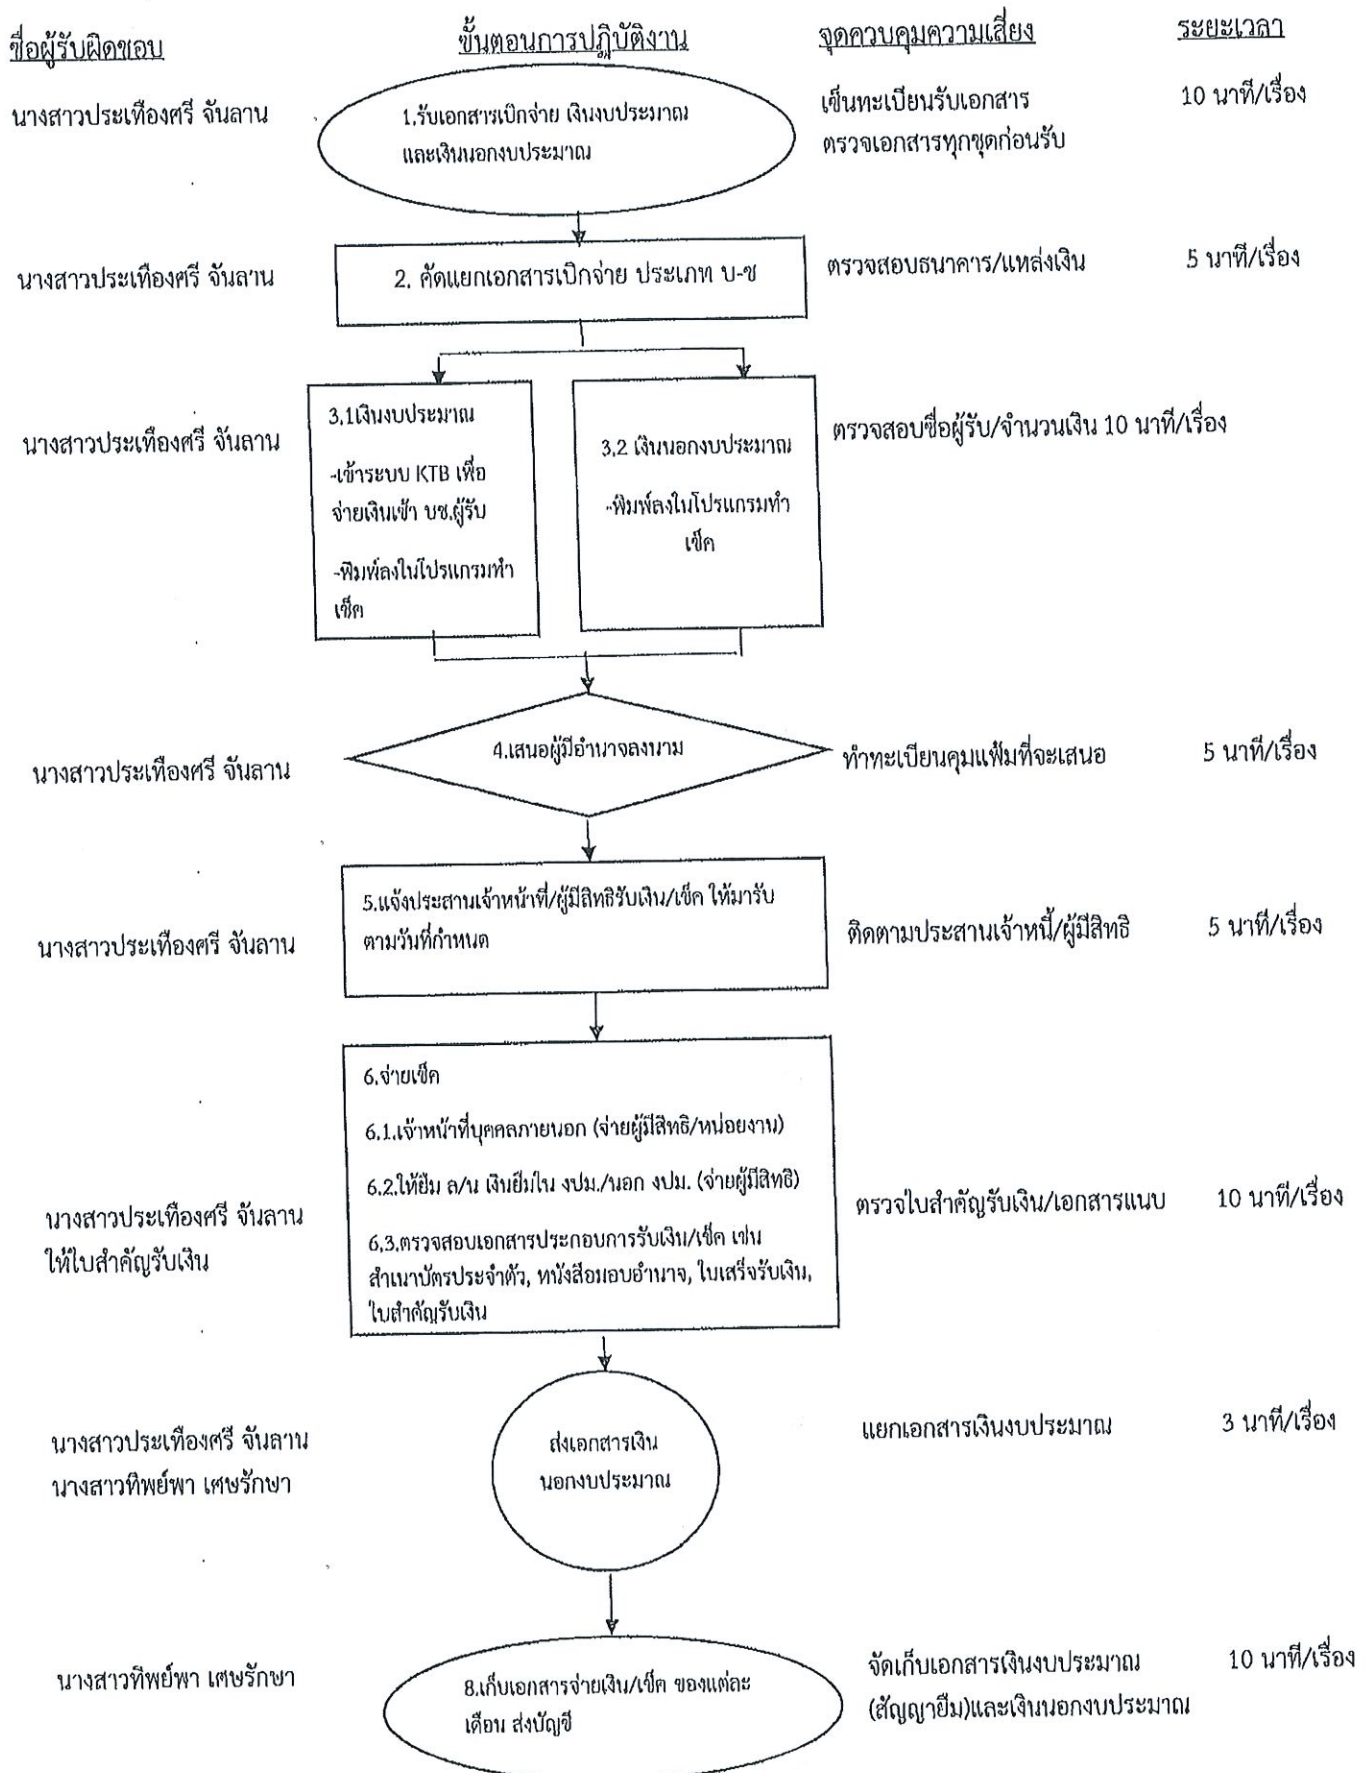 ชื่อผู้รับผิดชอบ ขั้นตอนการปฏิบัติงาน จุดควบคุมความเสี่ยง ระยะเวลา
นางสาวประเทืองศรี จันลาน
1.รับเอกสารเบิกจ่าย เงินงบประมาณ
และเงินนอกงบประมาณ
เซ็นทะเบียนรับเอกสาร
ตรวจเอกสารทุกชุดก่อนรับ
10 นาที/เรื่อง
นางสาวประเทืองศรี จันลาน
2. คัดแยกเอกสารเบิกจ่าย ประเภท บ-ช
ตรวจสอบธนาคาร/แหล่งเงิน
5 นาที/เรื่อง
นางสาวประเทืองศรี จันลาน
3.1เงินงบประมาณ
-เข้าระบบ KTB เพื่อ
จ่ายเงินเข้า บช.ผู้รับ
-พิมพ์ลงในโปรแกรมทำ
เช็ค
3.2 เงินนอกงบประมาณ
-พิมพ์ลงในโปรแกรมทำ
เช็ค
ตรวจสอบชื่อผู้รับ/จำนวนเงิน 10 นาที/เรื่อง
นางสาวประเทืองศรี จันลาน
4.เสนอผู้มีอำนาจลงนาม
ทำทะเบียนคุมแฟ้มที่จะเสนอ
5 นาที/เรื่อง
นางสาวประเทืองศรี จันลาน
5.แจ้งประสานเจ้าหน้าที่/ผู้มีสิทธิรับเงิน/เช็ค ให้มารับ
ตามวันที่กำหนด
ติดตามประสานเจ้าหนี้/ผู้มีสิทธิ
5 นาที/เรื่อง
นางสาวประเทืองศรี จันลาน
ให้ใบสำคัญรับเงิน
6.จ่ายเช็ค
6.1.เจ้าหน้าที่บุคคลภายนอก (จ่ายผู้มีสิทธิ/หน่อยงาน)
6.2.ให้ยืม ล/น เงินยืมใน งปม./นอก งปม. (จ่ายผู้มีสิทธิ)
6.3.ตรวจสอบเอกสารประกอบการรับเงิน/เช็ค เช่น
สำเนาบัตรประจำตัว, หนังสือมอบอำนาจ, ใบเสร็จรับเงิน,
ใบสำคัญรับเงิน
ตรวจใบสำคัญรับเงิน/เอกสารแนบ
10 นาที/เรื่อง
นางสาวประเทืองศรี จันลาน
นางสาวทิพย์พา เศษรักษา
ส่งเอกสารเงิน
นอกงบประมาณ
แยกเอกสารเงินงบประมาณ
3 นาที/เรื่อง
นางสาวทิพย์พา เศษรักษา
8.เก็บเอกสารจ่ายเงิน/เช็ค ของแต่ละ
เดือน ส่งบัญชี
จัดเก็บเอกสารเงินงบประมาณ
(สัญญายืม)และเงินนอกงบประมาณ
10 นาที/เรื่อง